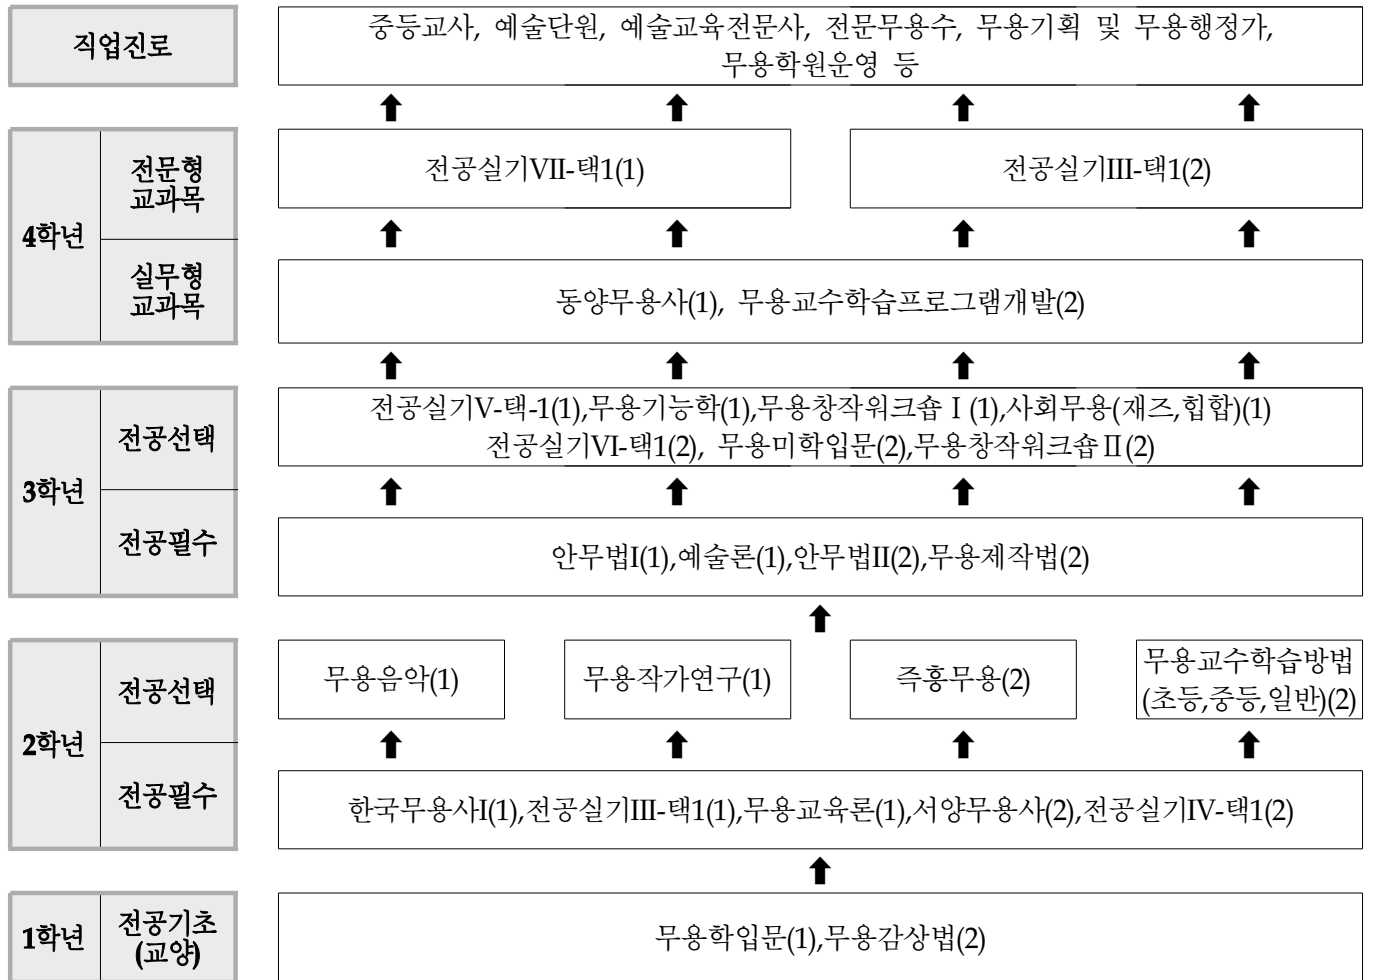 직업진로
중등교사, 예술단원, 예술교육전문사, 전문무용수, 무용기획 및 무용행정가,
무용학원운영 등
4학년
전문형
교과목
전공실기VII-택1(1)
전공실기III-택1(2)
실무형
교과목
동양무용사(1), 무용교수학습프로그램개발(2)
3학년
전공선택
전공실기V-택-1(1),무용기능학(1),무용창작워크숍Ⅰ(1),사회무용(재즈,힙합)(1)
전공실기VI-택1(2), 무용미학입문(2),무용창작워크숍Ⅱ(2)
전공필수
안무법I(1),예술론(1),안무법II(2),무용제작법(2)
2학년
전공선택
무용음악(1)
무용작가연구(1)
즉흥무용(2)
무용교수학습방법
(초등,중등,일반)(2)
전공필수
한국무용사I(1),전공실기III-택1(1),무용교육론(1),서양무용사(2),전공실기IV-택1(2)
1학년
전공기초
(교양)
무용학입문(1),무용감상법(2)